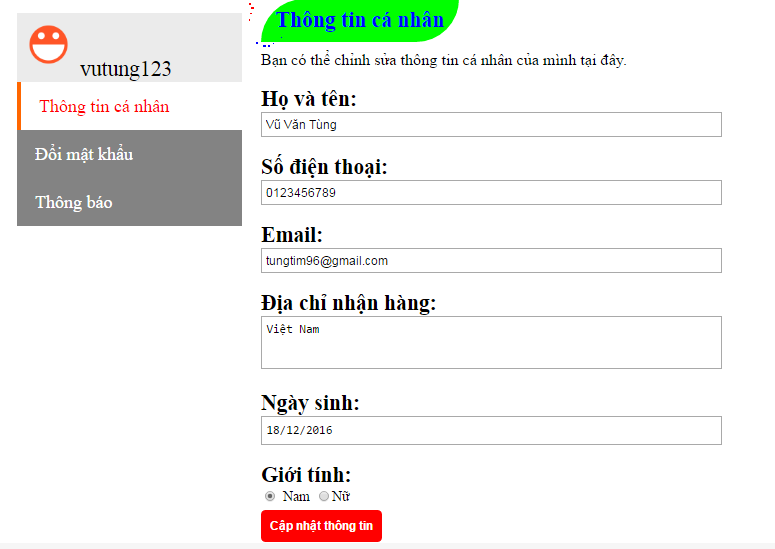 vutung123
Thông tin cá nhân
Đổi mật khẩu
Thông báo
Thông tin cá nhân
Bạn có thể chỉnh sửa thông tin cá nhân của mình tại đây.
Họ và tên:
Vũ Văn Tùng
Số điện thoại:
0123456789
Email:
tungtim96@gmail.com
Địa chỉ nhận hàng:
Việt Nam
Ngày sinh:
18/12/2016
Giới tính:
Nam Nữ
Cập nhật thông tin